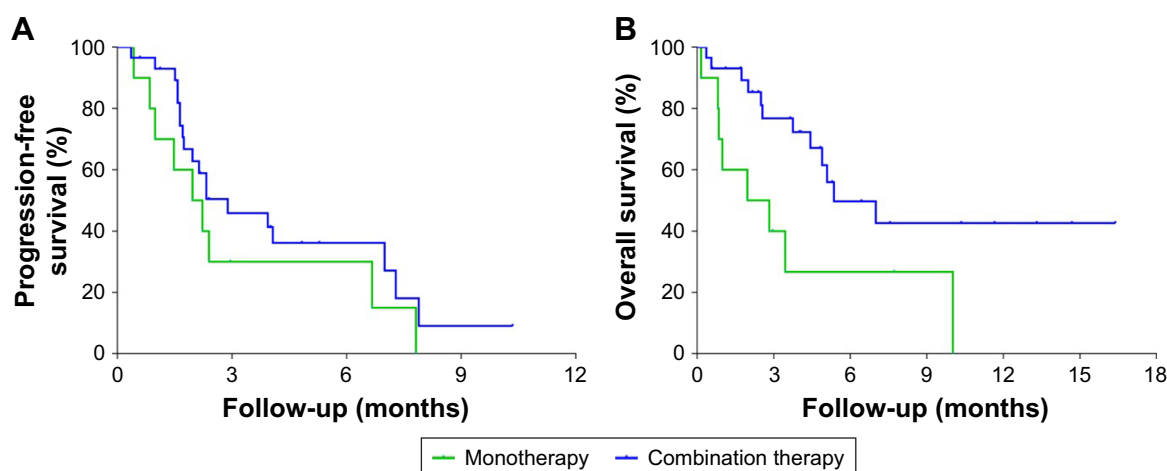 A
Progression-free
survival (%)
100
80
60
40
20
0
0 3 6 9 12
Follow-up (months)
B
Overall survival (%)
100
80
60
40
20
0
0 3 6 9 12 15 18
Follow-up (months)
Monotherapy Combination therapy